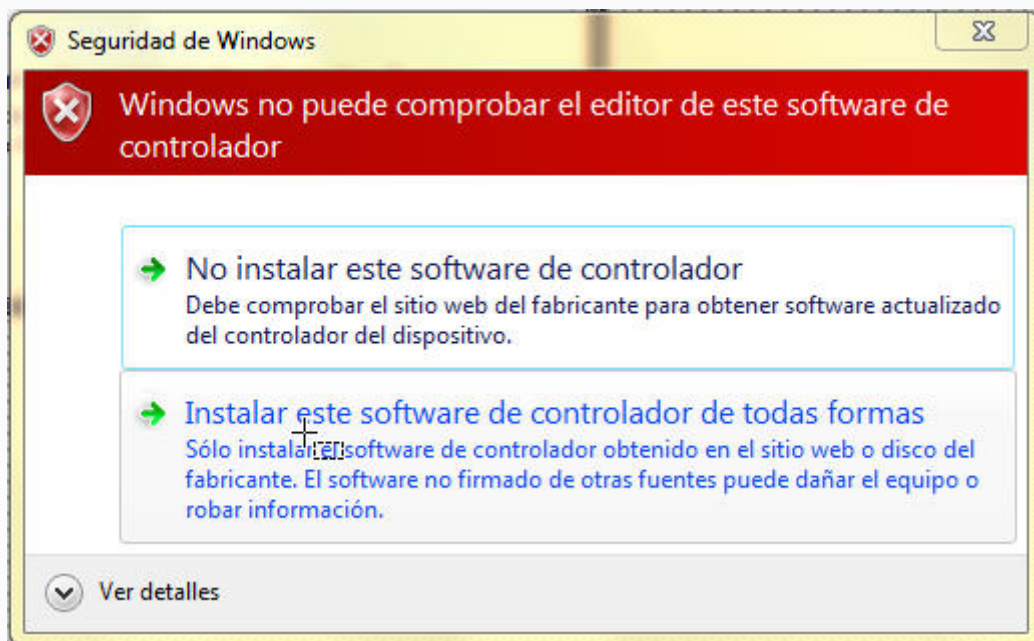 Seguridad de Windows
Windows no puede comprobar el editor de este software de
controlador
No instalar este software de controlador
Debe comprobar el sitio web del fabricante para obtener software actualizado
del controlador del dispositivo.
Instalar este software de controlador de todas formas
Sólo instalar el software de controlador obtenido en el sitio web o disco del
fabricante. El software no firmado de otras fuentes puede dañar el equipo o
robar información.
Ver detalles